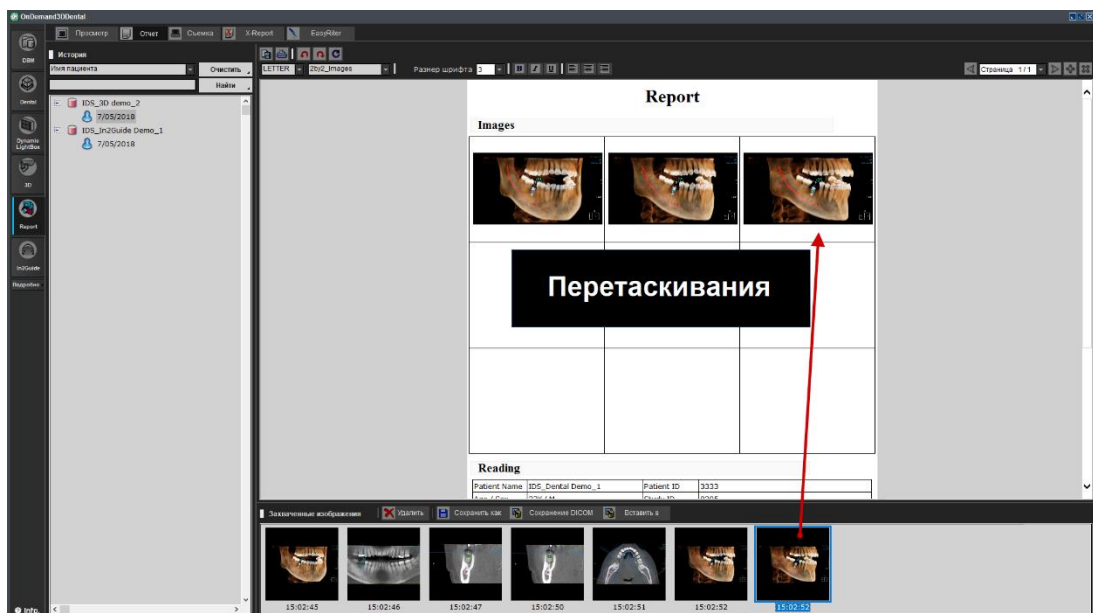 OnDemand3DDental
Просмотр Отчет Съемка X-Report EasyRiter
DBM
Dental
Dynamic
LightBox
3D
Report
In2Guide
Подробно
История
Имя пациента Очистить
Найти
IDS_3D demo_2
7/05/2018
IDS_In2Guide Demo_1
7/05/2018
LETTER 2by2_Images Размер шрифта 3 B I U Страница 1/1
Report
Images
Перетаскивания
Reading
Patient Name IDS_Dental Demo_1 Patient ID 3333
Захваченные изображения Удалить Сохранить как Сохранение DICOM Вставить в
15:02:45 15:02:46 15:02:47 15:02:50 15:02:51 15:02:52 15:02:52
Info.